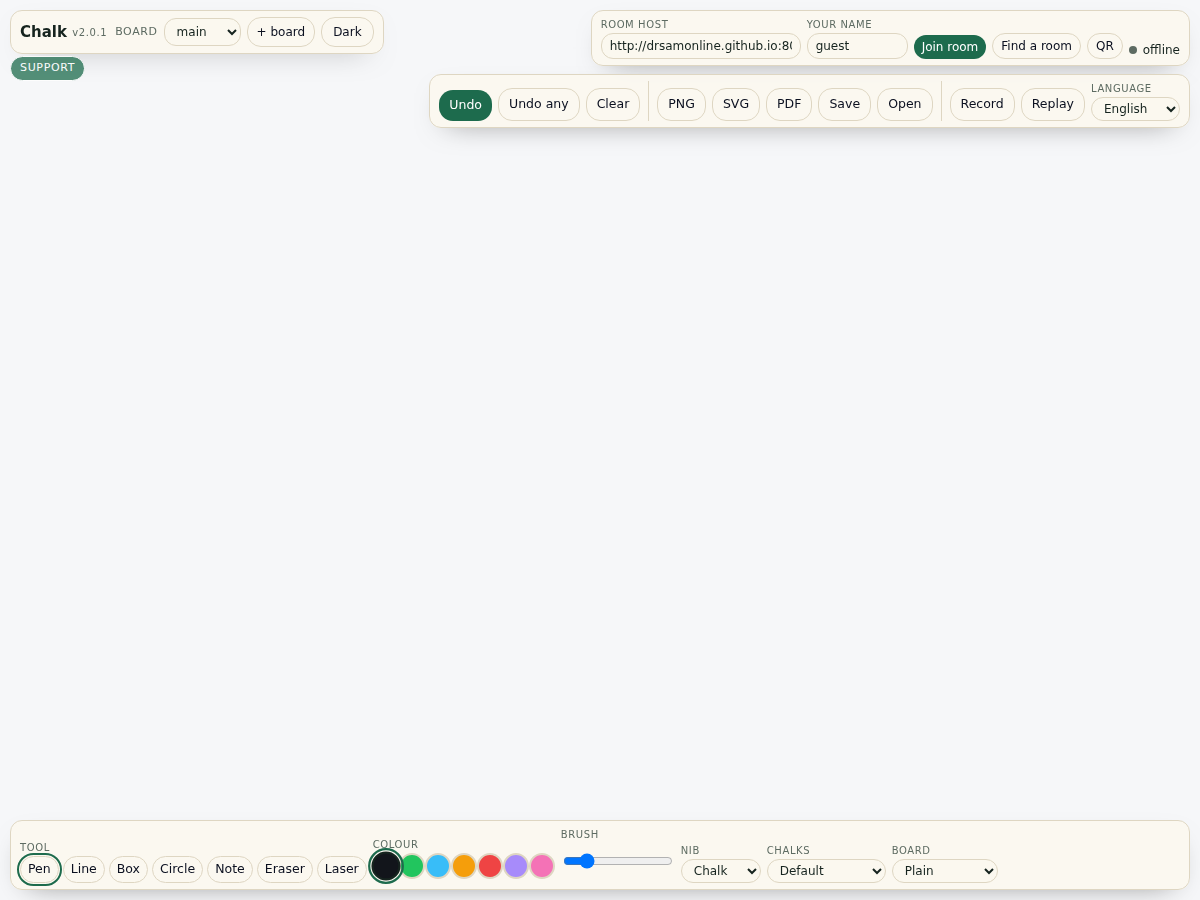 Chalk v2.0.1 BOARD main + board Dark
SUPPORT
ROOM HOST YOUR NAME
http://drsamonline.github.io:80 guest Join room Find a room QR offline
Undo Undo any Clear PNG SVG PDF Save Open Record Replay LANGUAGE
English
TOOL
Pen Line Box Circle Note Eraser Laser
COLOUR
BRUSH
NIB CHALKS BOARD
Chalk Default Plain